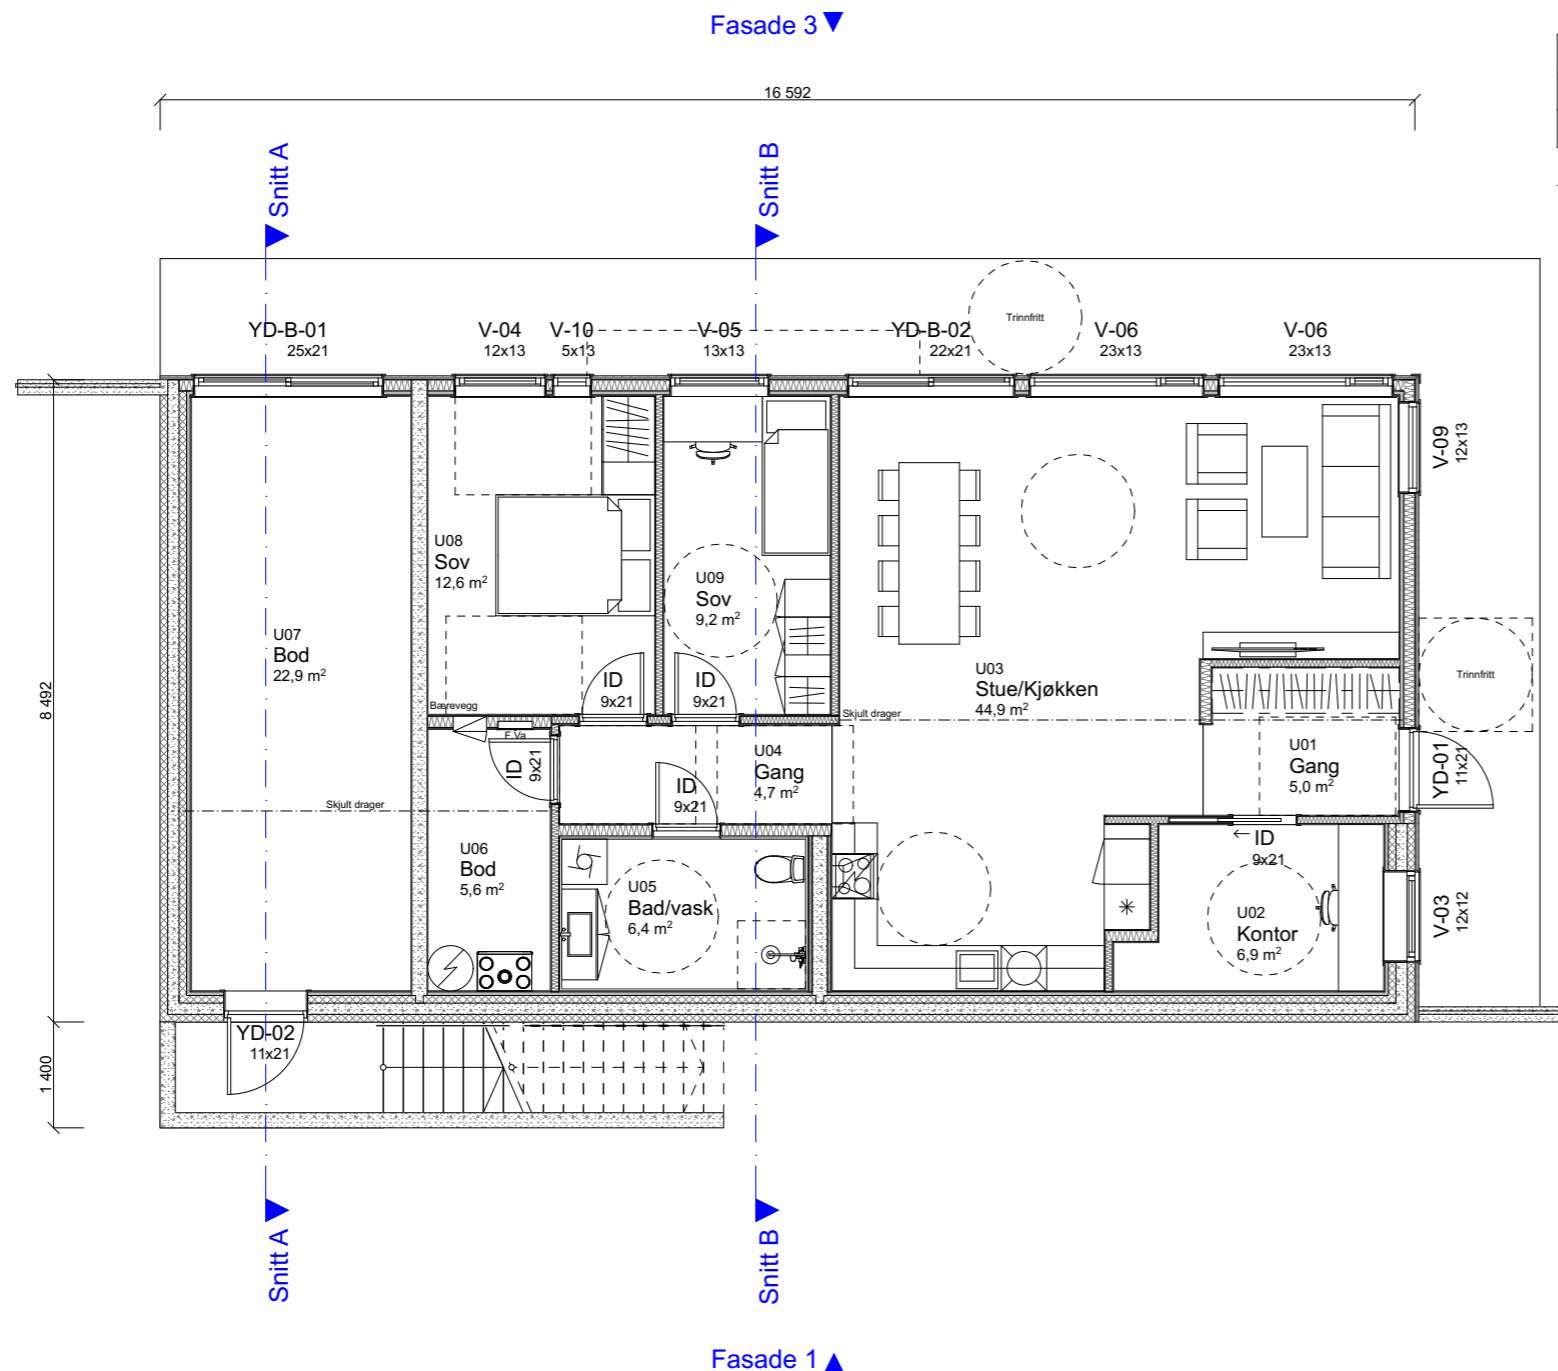 Fasade 3
16 592
Snitt A
Snitt B
Trinnfritt
YD-B-01
25x21
V-04
12x13
V-10
5x13
V-05
13x13
YD-B-02
22x21
V-06
23x13
V-06
23x13
V-09
12x13
U08
Sov
12,6 m²
U09
Sov
9,2 m²
U07
Bod
22,9 m²
U03
Stue/Kjøkken
44,9 m²
Trinnfritt
ID
9x21
ID
9x21
Bærevegg
Skjult drager
8 492
F.Va
ID
9x21
U04
Gang
4,7 m²
U01
Gang
5,0 m²
YD-01
11x21
ID
9x21
Skjult drager
ID
9x21
U06
Bod
5,6 m²
U05
Bad/vask
6,4 m²
U02
Kontor
6,9 m²
V-03
12x12
YD-02
11x21
1 400
Snitt A
Snitt B
Fasade 1